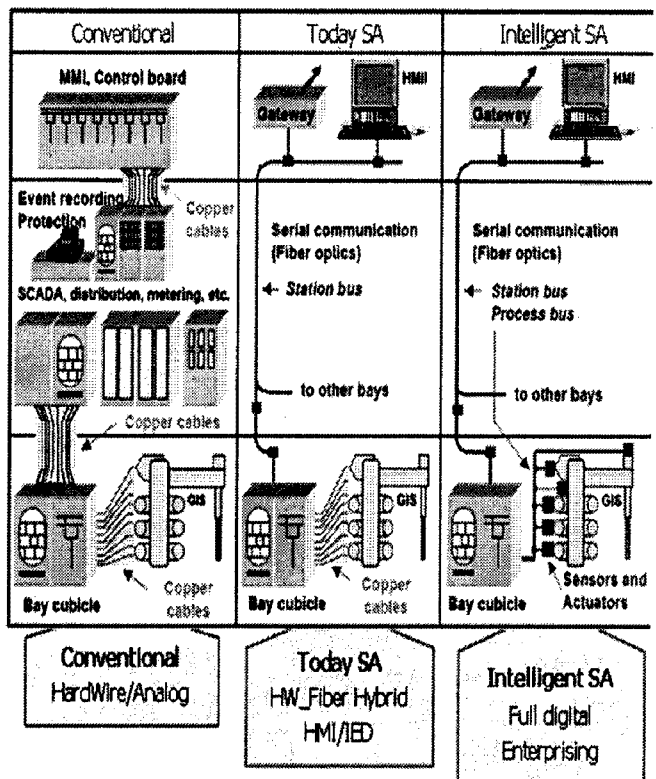 Conventional
Today SA
Intelligent SA
MMI, Control board
Copper
cables
Event recording
Protection
SCADA, distribution, metering, etc.
Copper cables
GIS
Copper
cables
Bay cubicle
HMI
Gateway
Serial communication
(Fiber optics)
Station bus
to other bays
GIS
Copper
cables
Bay cubicle
HMI
Gateway
Serial communication
(Fiber optics)
Station bus
Process bus
to other bays
GIS
Sensors and
Actuators
Bay cubicle
Conventional
HardWire/Analog
Today SA
HW_Fiber Hybrid
HMI/IED
Intelligent SA
Full digital
Enterprising